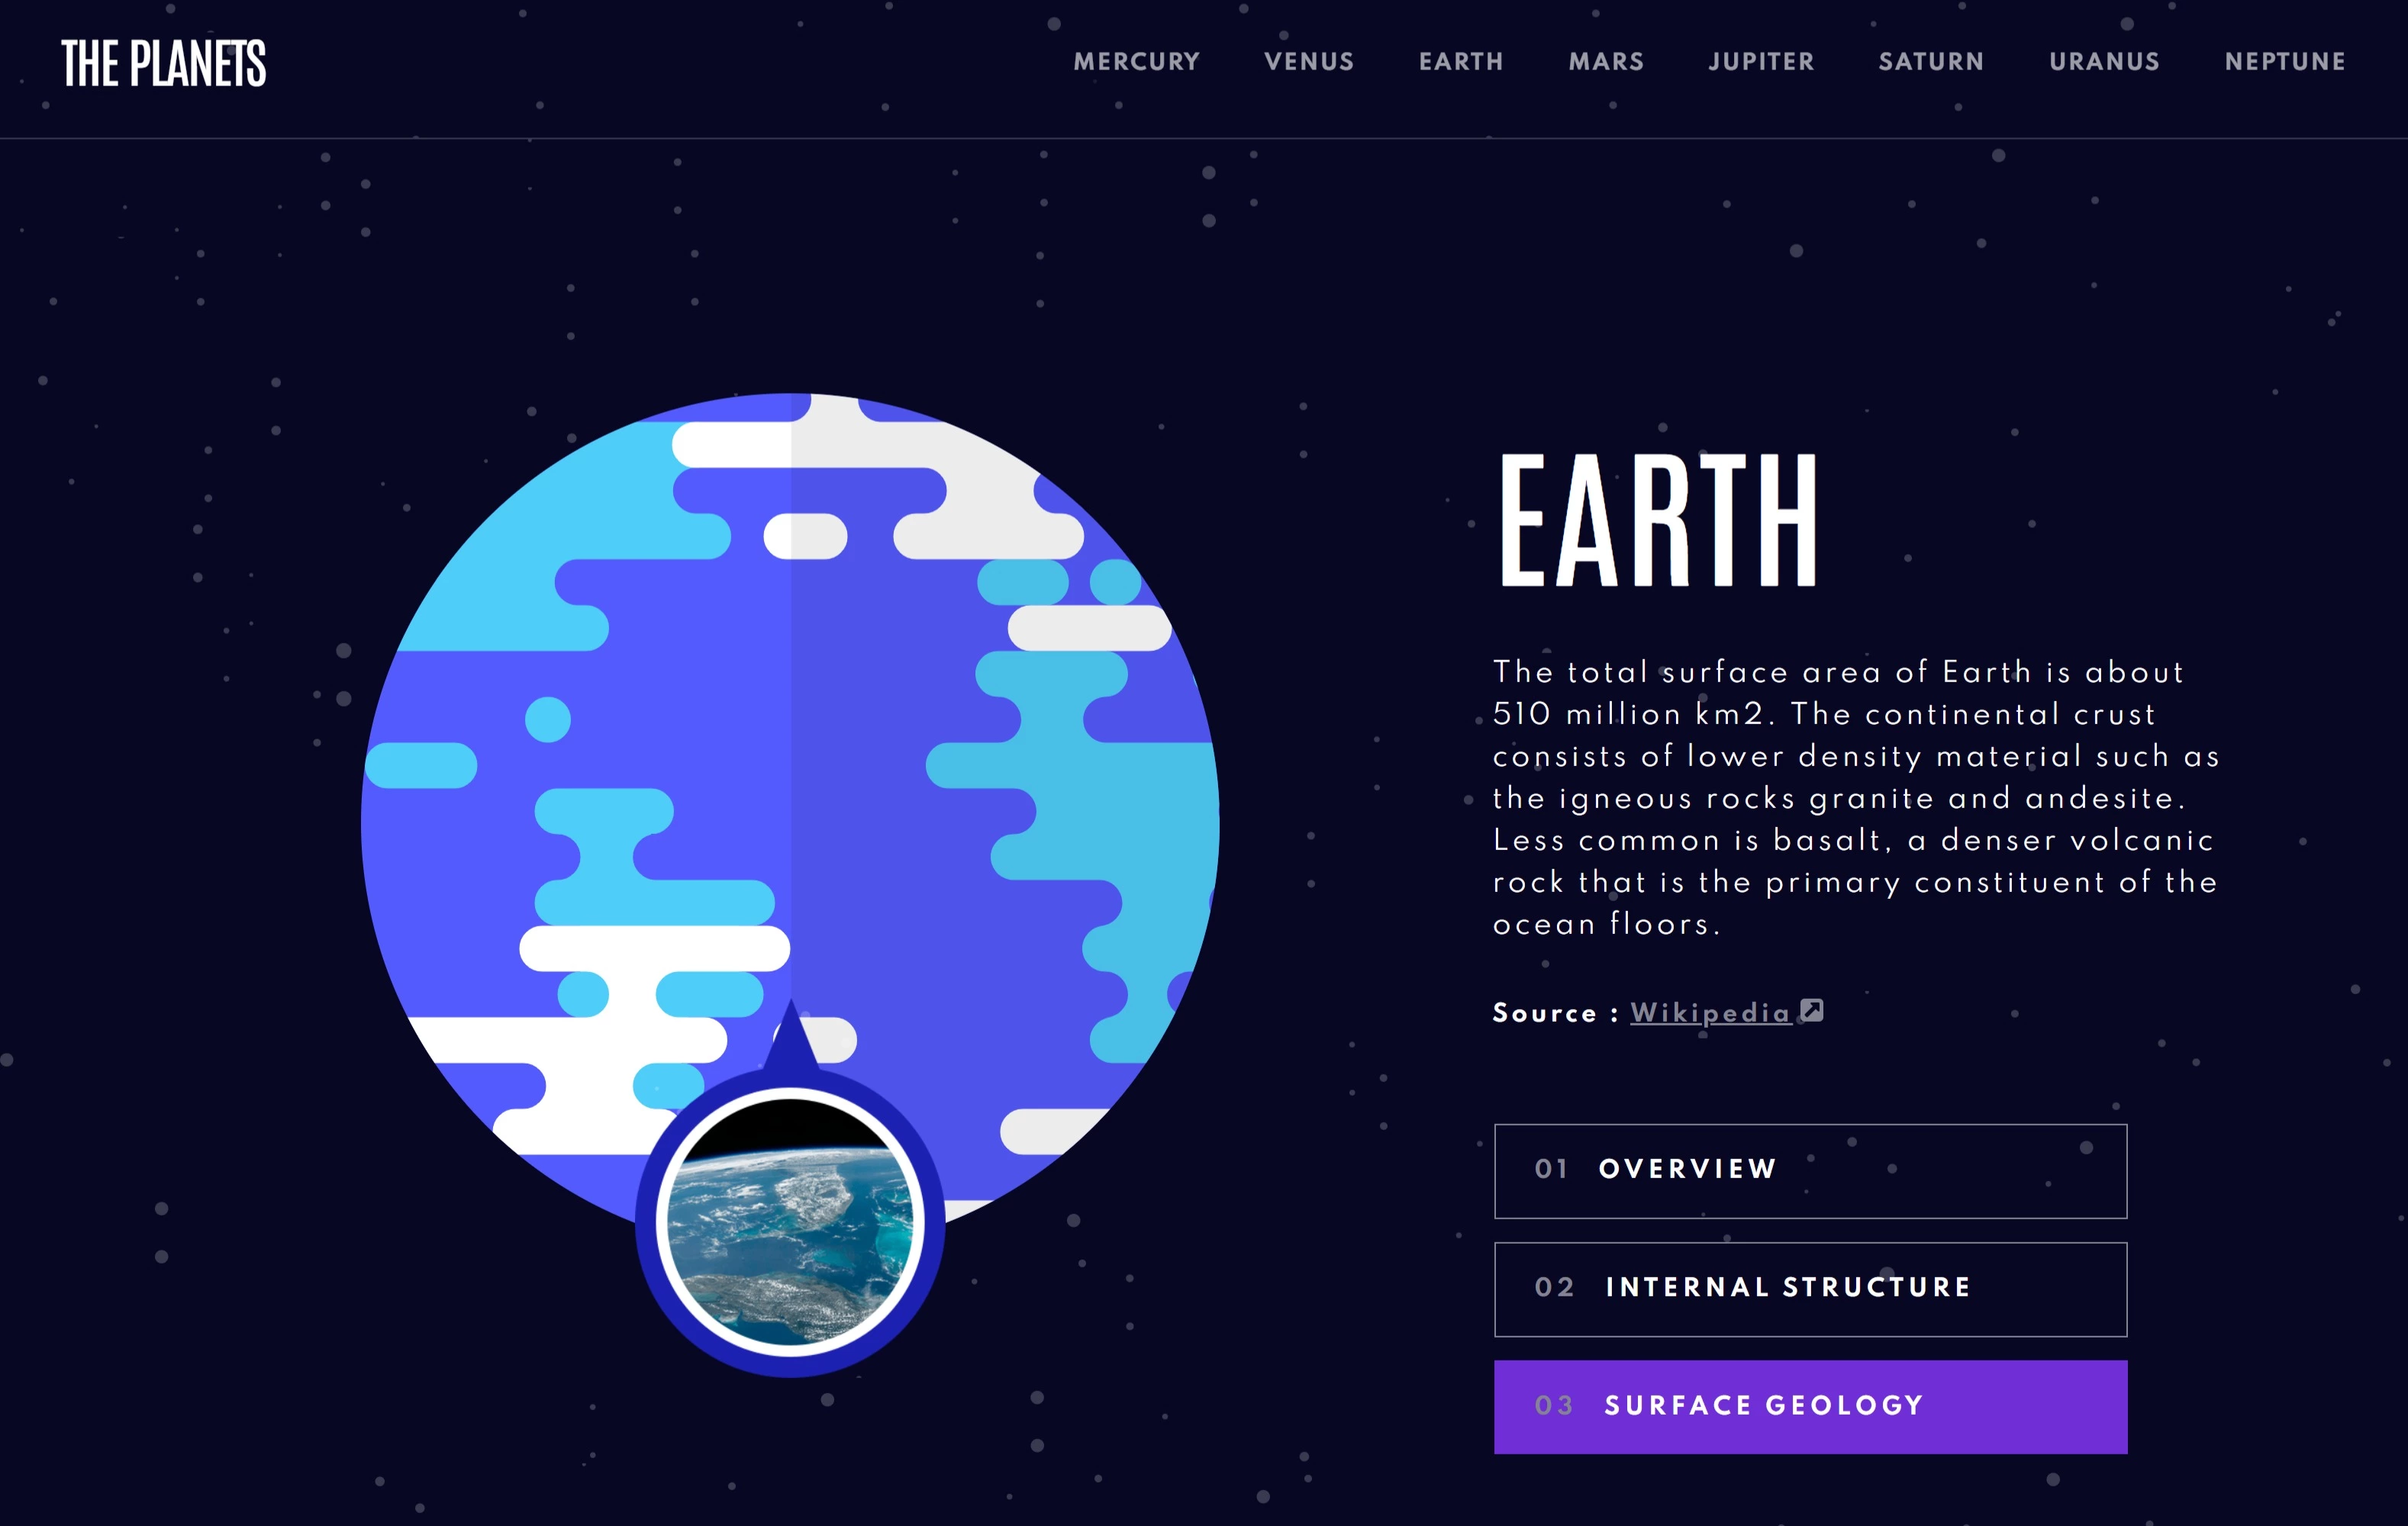 THE PLANETS
MERCURY VENUS EARTH MARS JUPITER SATURN URANUS NEPTUNE
EARTH
The total surface area of Earth is about
510 million km2. The continental crust
consists of lower density material such as
the igneous rocks granite and andesite.
Less common is basalt, a denser volcanic
rock that is the primary constituent of the
ocean floors.
Source : Wikipedia
01 OVERVIEW
02 INTERNAL STRUCTURE
03 SURFACE GEOLOGY